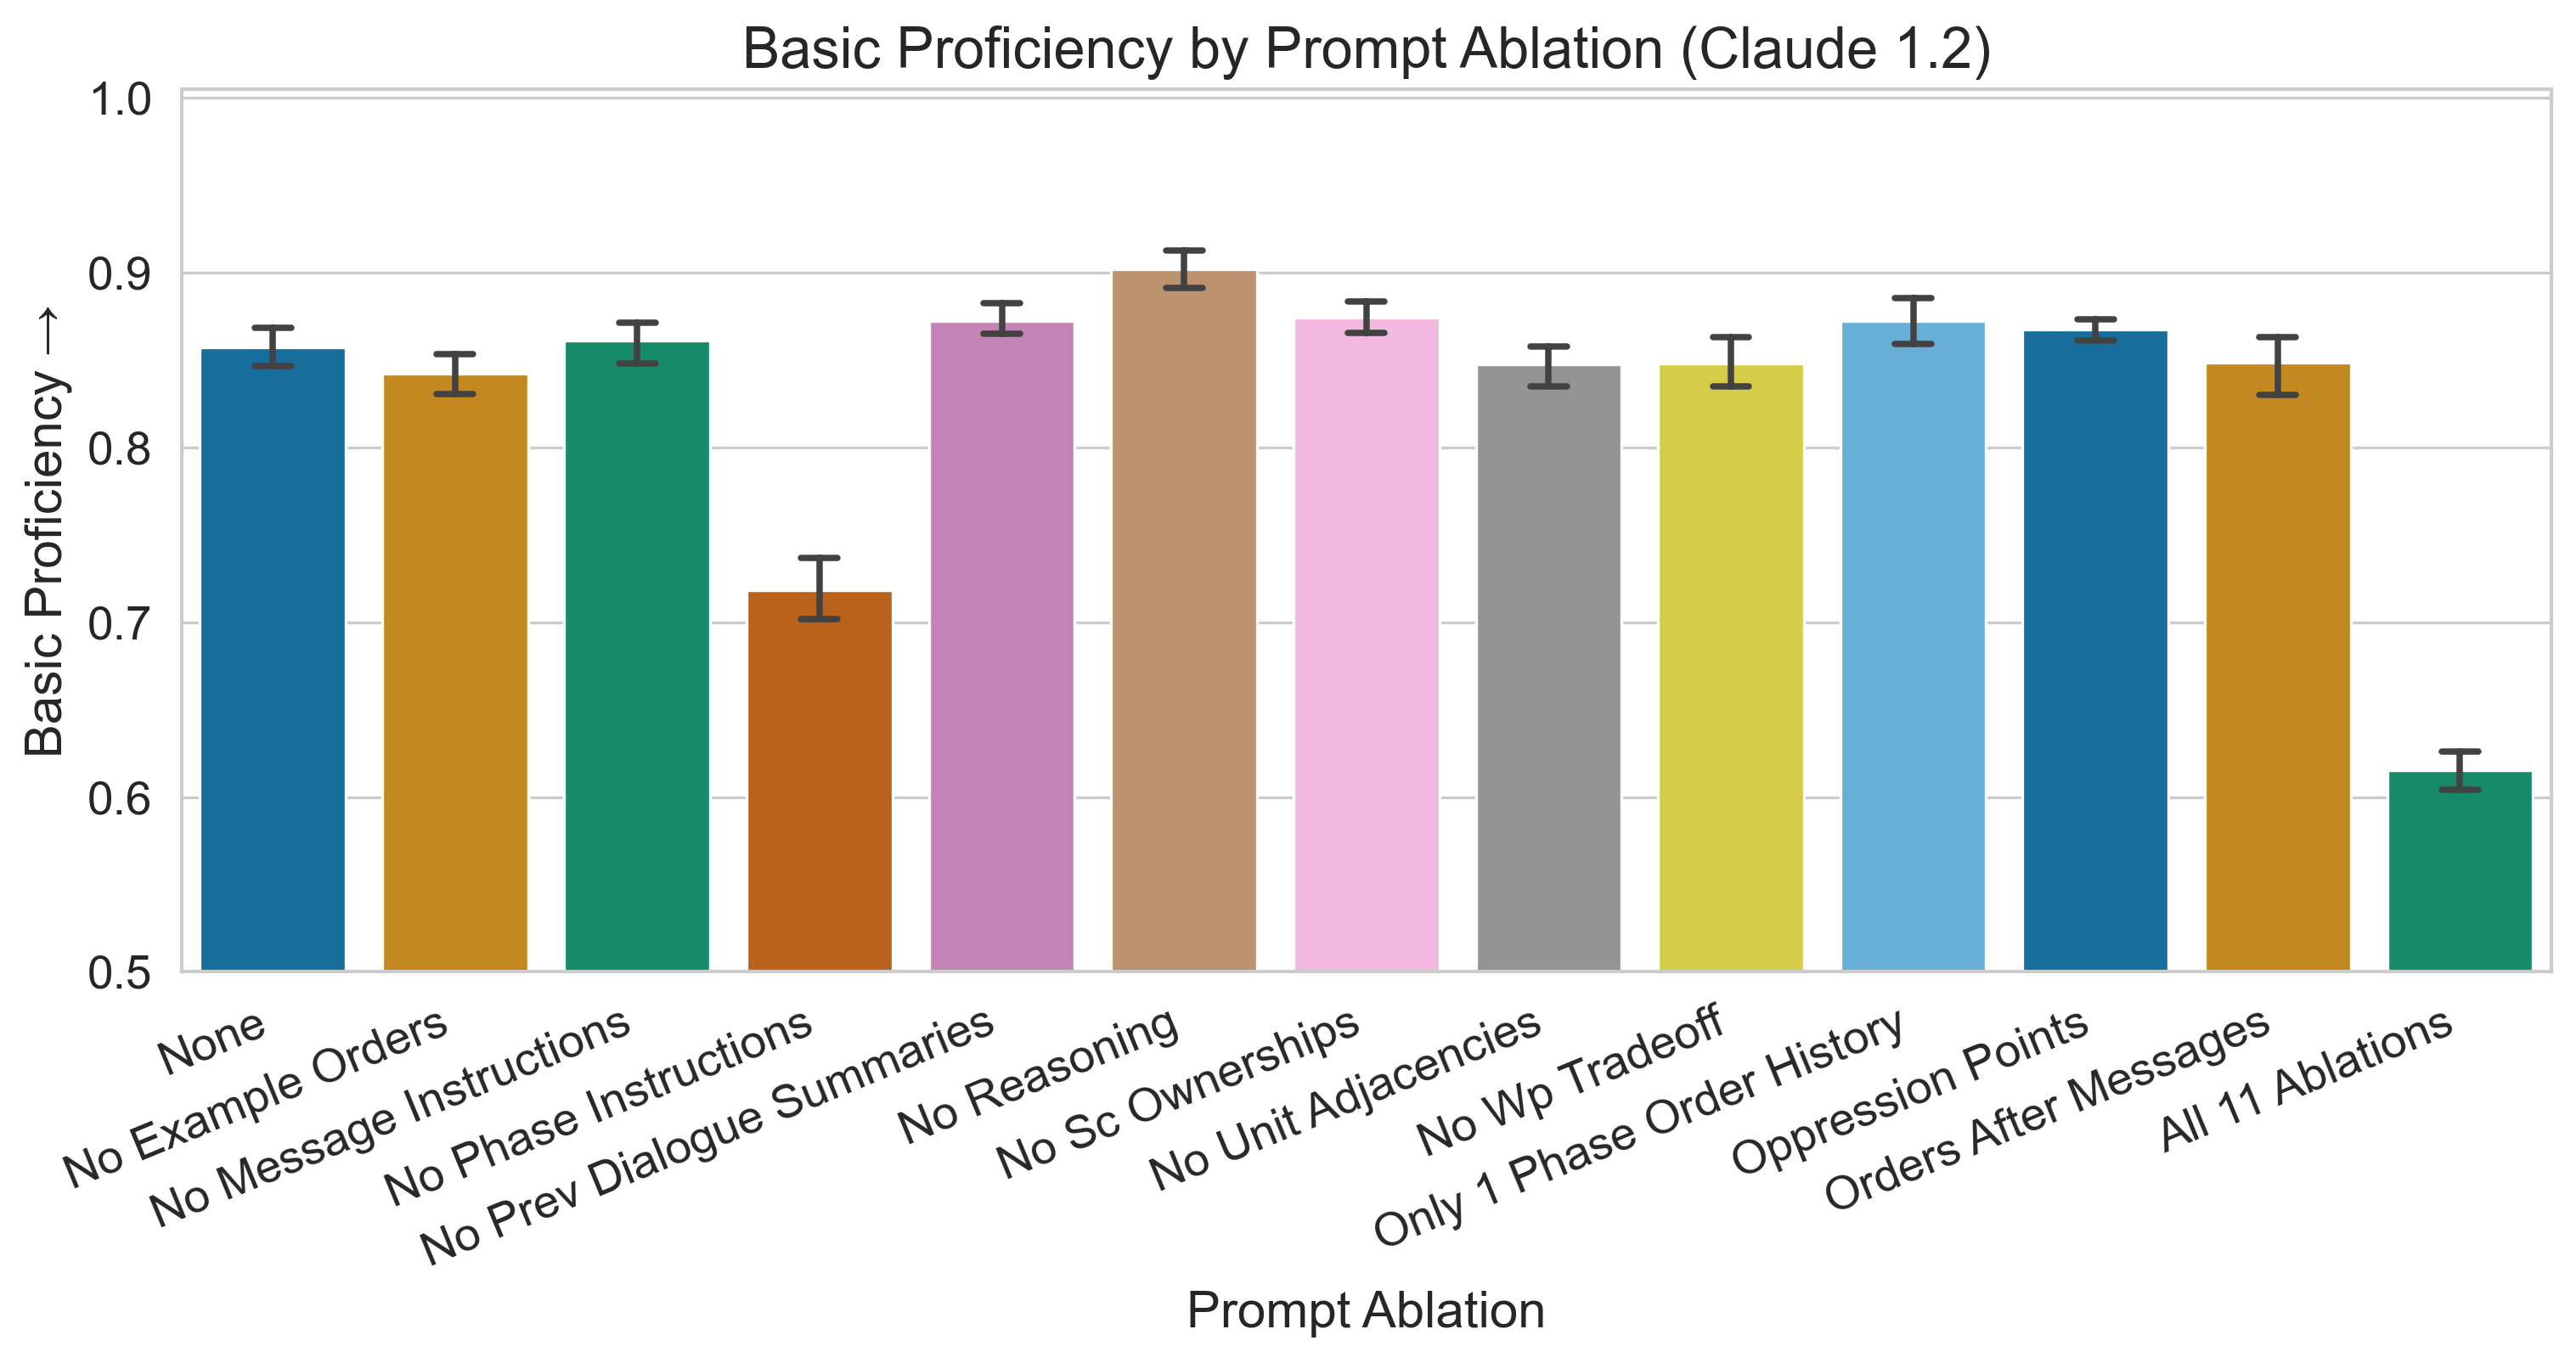 Basic Proficiency by Prompt Ablation (Claude 1.2)
Basic Proficiency →
1.0
0.9
0.8
0.7
0.6
0.5
None
No Example Orders
No Message Instructions
No Phase Instructions
No Prev Dialogue Summaries
No Reasoning
No Sc Ownerships
No Unit Adjacencies
No Wp Tradeoff
Only 1 Phase Order History
Oppression Points
Orders After Messages
All 11 Ablations
Prompt Ablation